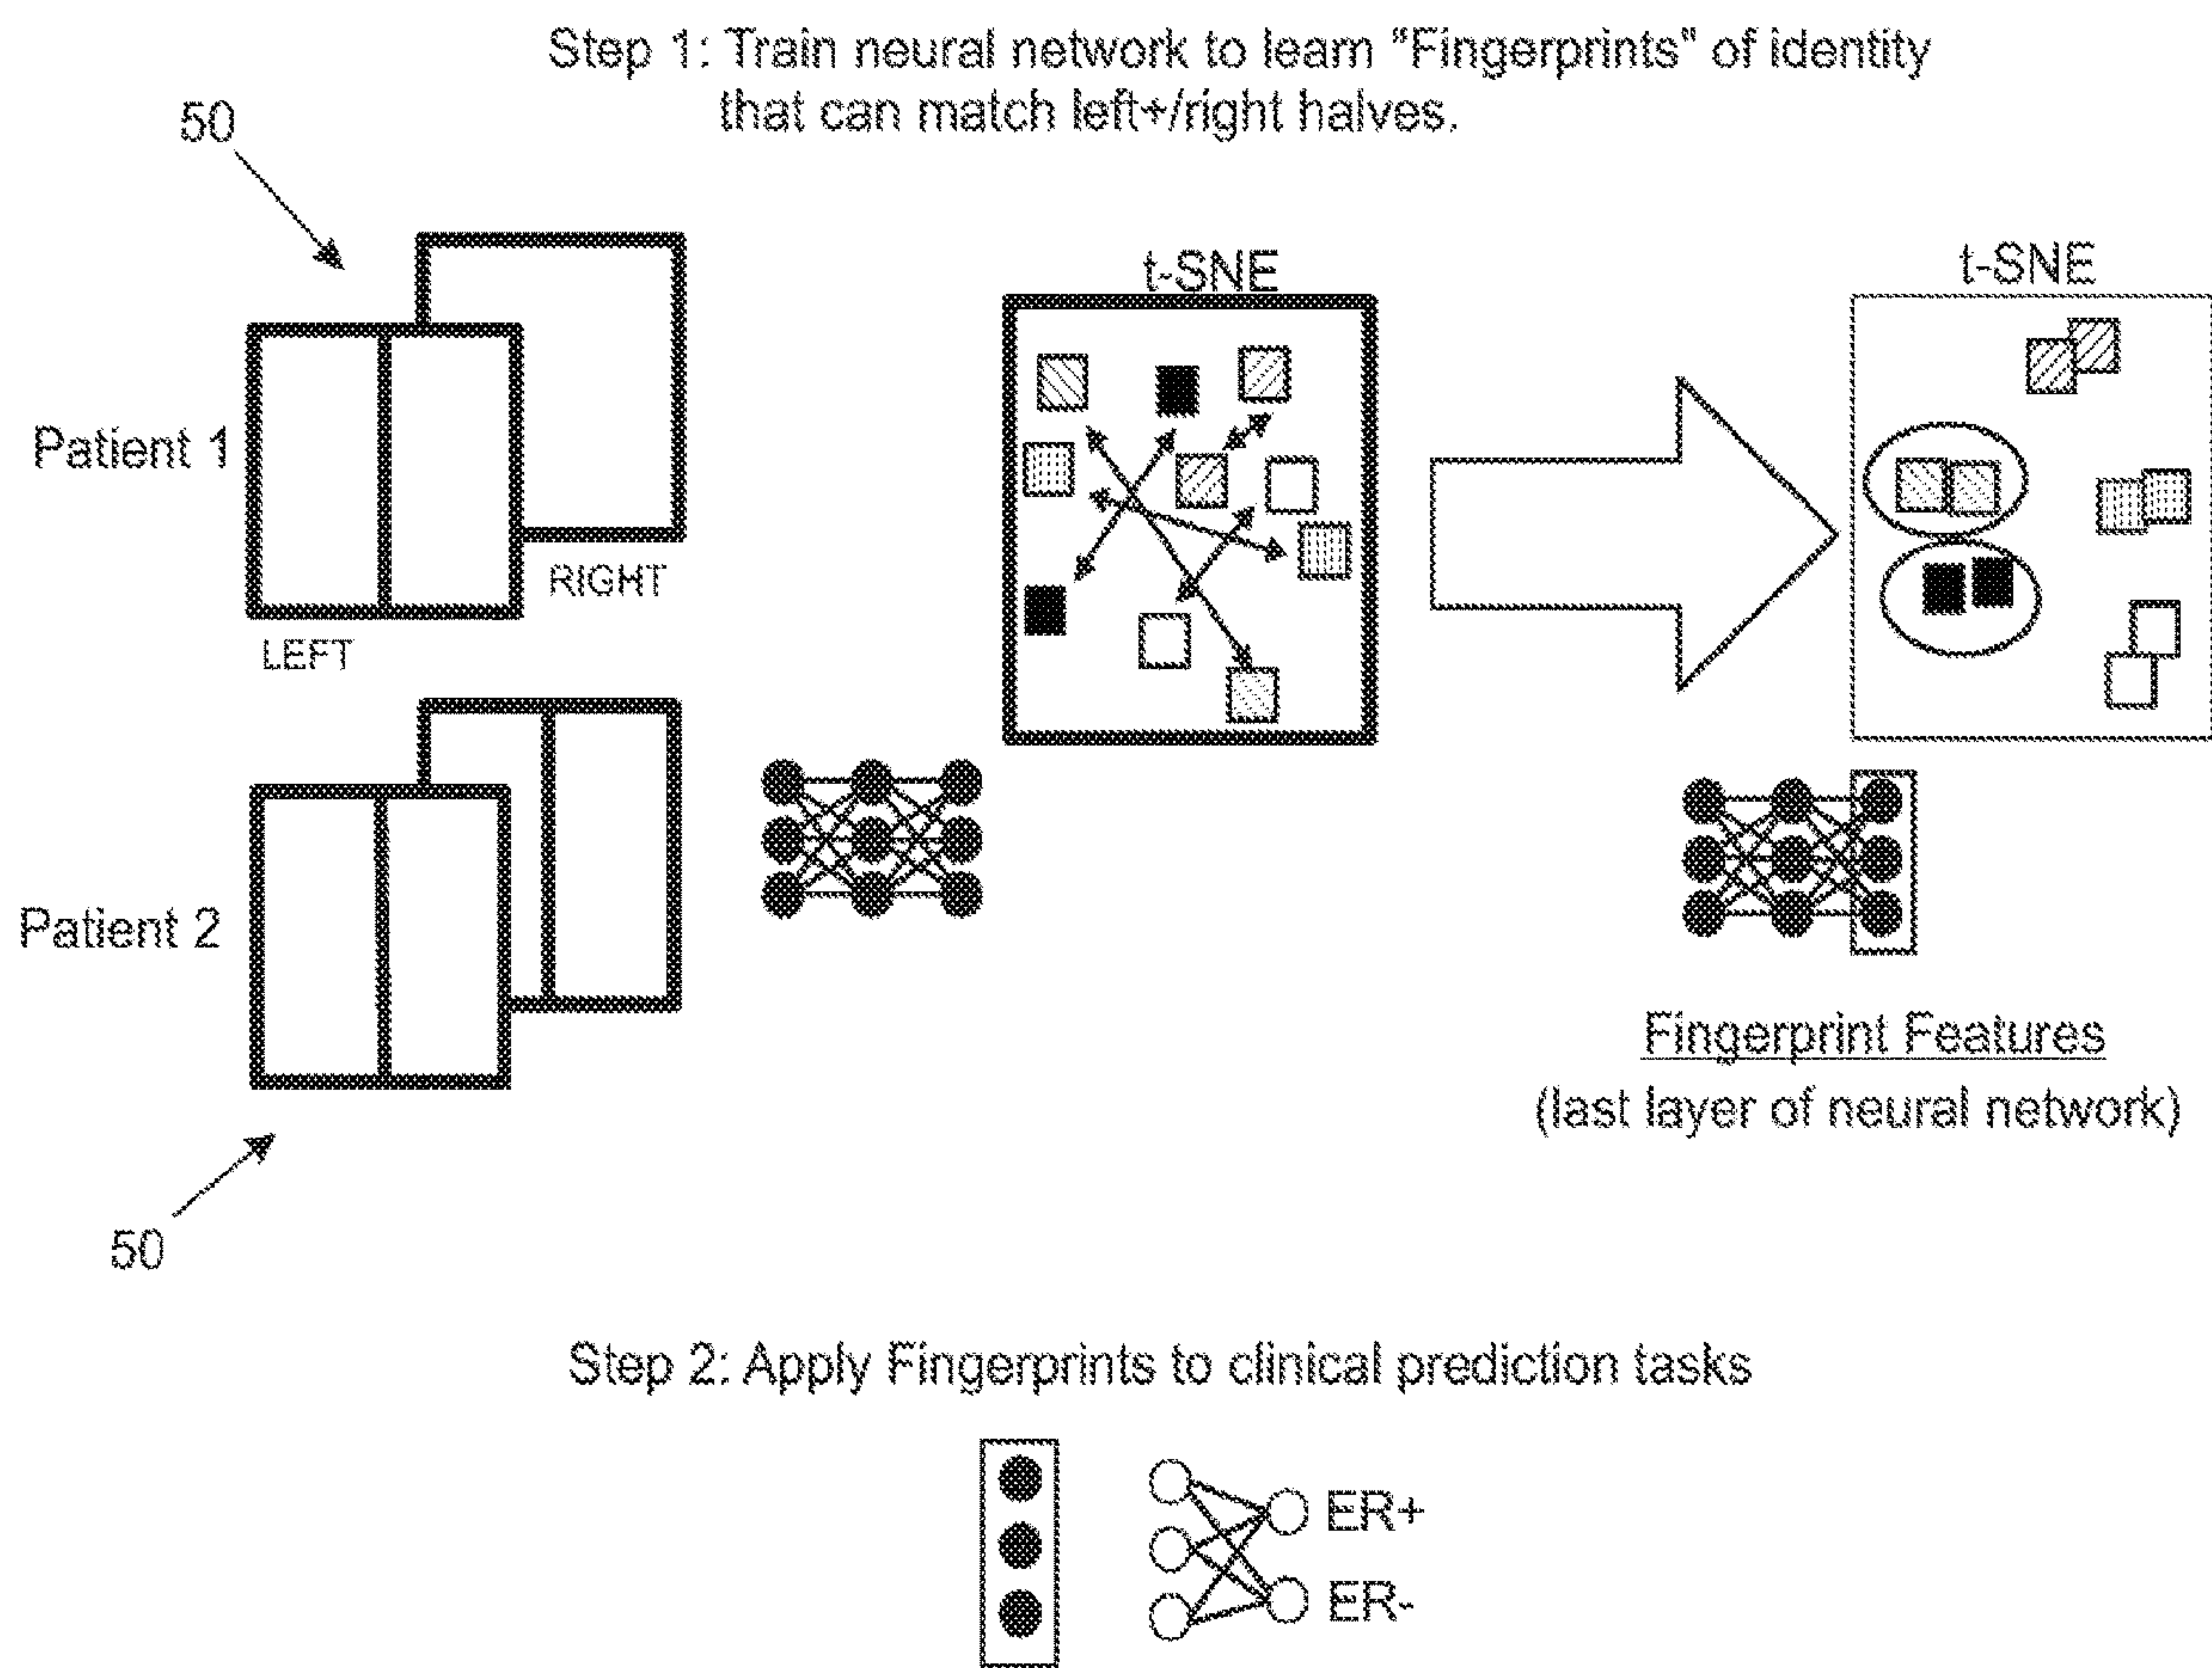 Step 1: Train neural network to learn "Fingerprints" of identity
that can match left+/right halves.
50
t-SNE
t-SNE
Patient 1
RIGHT
LEFT
Patient 2
Fingerprint Features
(last layer of neural network)
50
Step 2: Apply Fingerprints to clinical prediction tasks
ER+
ER-